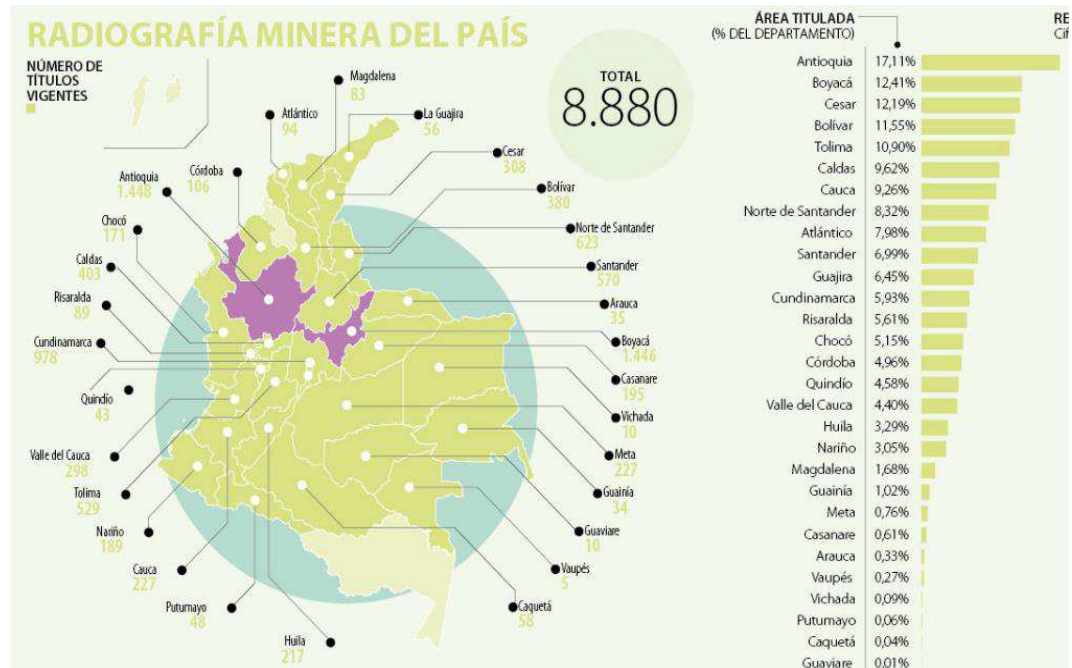 RADIOGRAFÍA MINERA DEL PAÍS
NÚMERO DE
TÍTULOS
VIGENTES
TOTAL
8.880
Magdalena
83
Atlántico
94
La Guajira
56
Cesar
308
Córdoba
106
Bolívar
380
Antioquia
1.448
Norte de Santander
623
Chocó
171
Santander
570
Caldas
403
Arauca
35
Risaralda
89
Boyacá
1.446
Cundinamarca
978
Casanare
195
Quindío
43
Vichada
10
Valle del Cauca
298
Meta
227
Tolima
529
Guainía
34
Nariño
189
Guaviare
10
Cauca
227
Vaupés
5
Putumayo
48
Caquetá
58
Huila
217
ÁREA TITULADA
(% DEL DEPARTAMENTO)
Antioquia 17,11%
Boyacá 12,41%
Cesar 12,19%
Bolívar 11,55%
Tolima 10,90%
Caldas 9,62%
Cauca 9,26%
Norte de Santander 8,32%
Atlántico 7,98%
Santander 6,99%
Guajira 6,45%
Cundinamarca 5,93%
Risaralda 5,61%
Chocó 5,15%
Córdoba 4,96%
Quindío 4,58%
Valle del Cauca 4,40%
Huila 3,29%
Nariño 3,05%
Magdalena 1,68%
Guainía 1,02%
Meta 0,76%
Casanare 0,61%
Arauca 0,33%
Vaupés 0,27%
Vichada 0,09%
Putumayo 0,06%
Caquetá 0,04%
Guaviare 0,01%